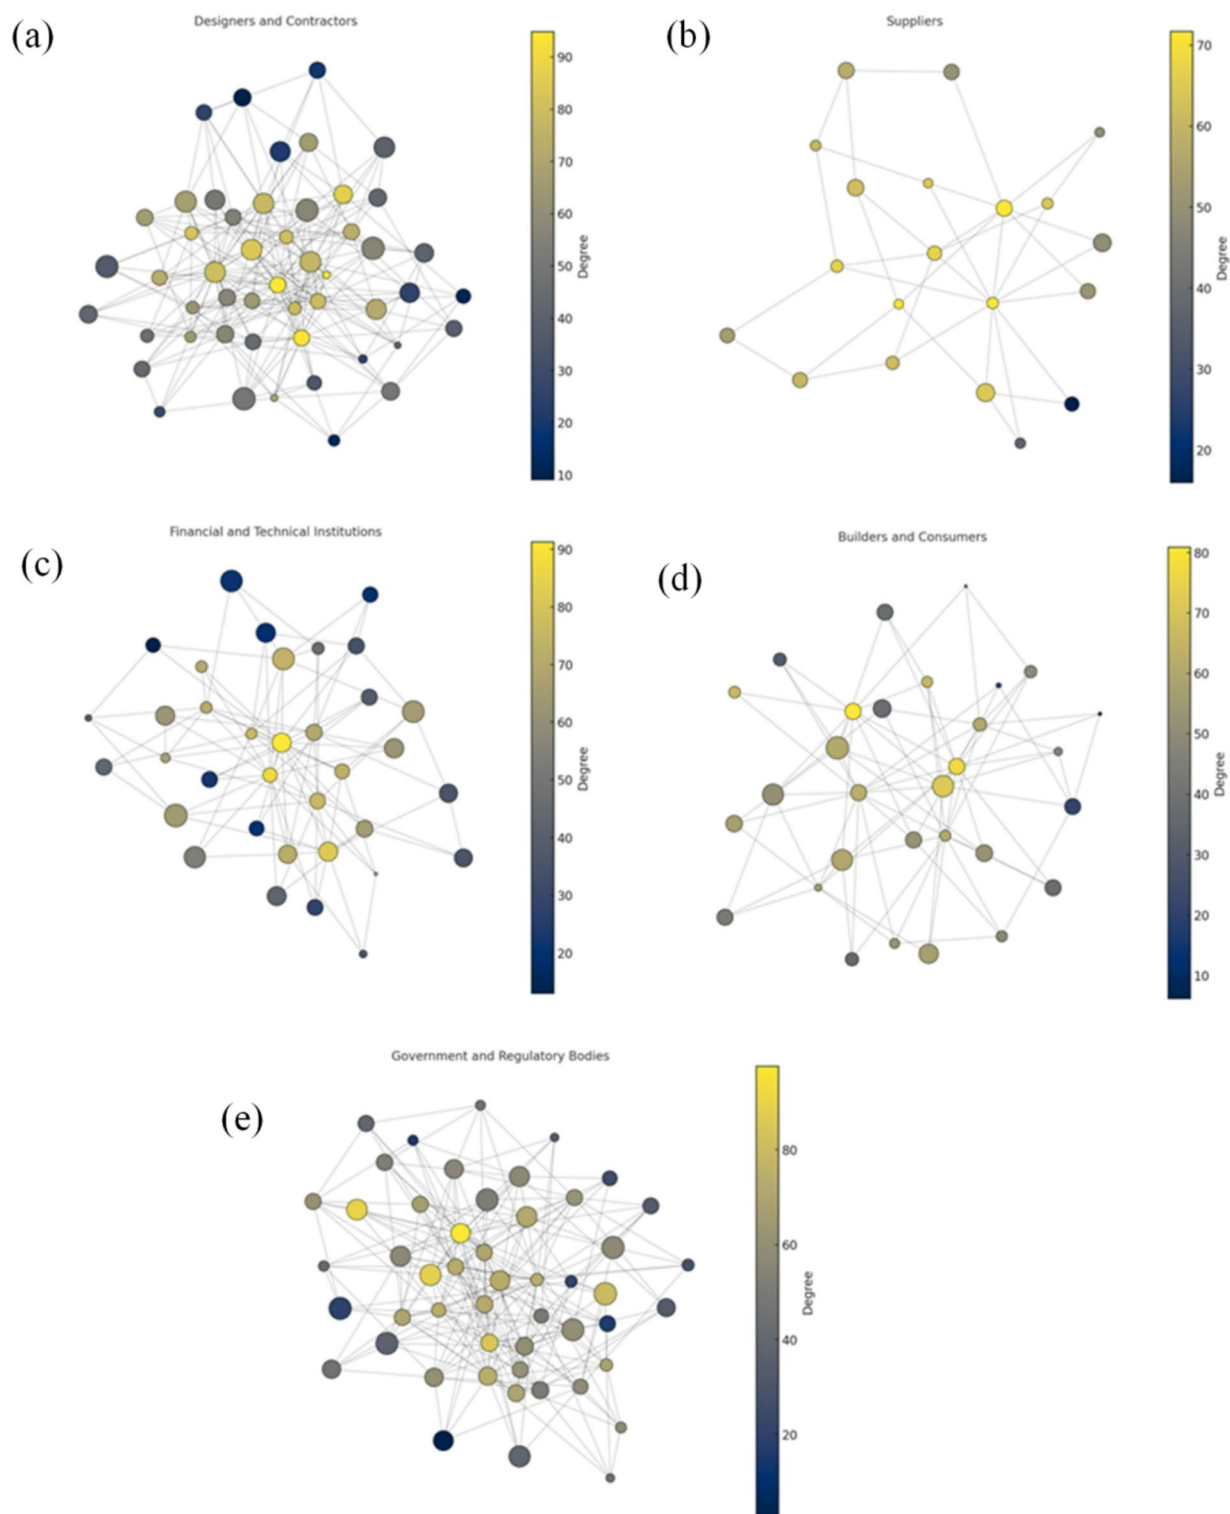 (a)
Designers and Contractors
90
80
70
60
50
40
30
20
10
Degree
(b)
Suppliers
70
60
50
40
30
20
Degree
(c)
Financial and Technical Institutions
90
80
70
60
50
40
30
20
Degree
(d)
Builders and Consumers
80
70
60
50
40
30
20
10
Degree
(e)
Government and Regulatory Bodies
80
60
40
20
Degree